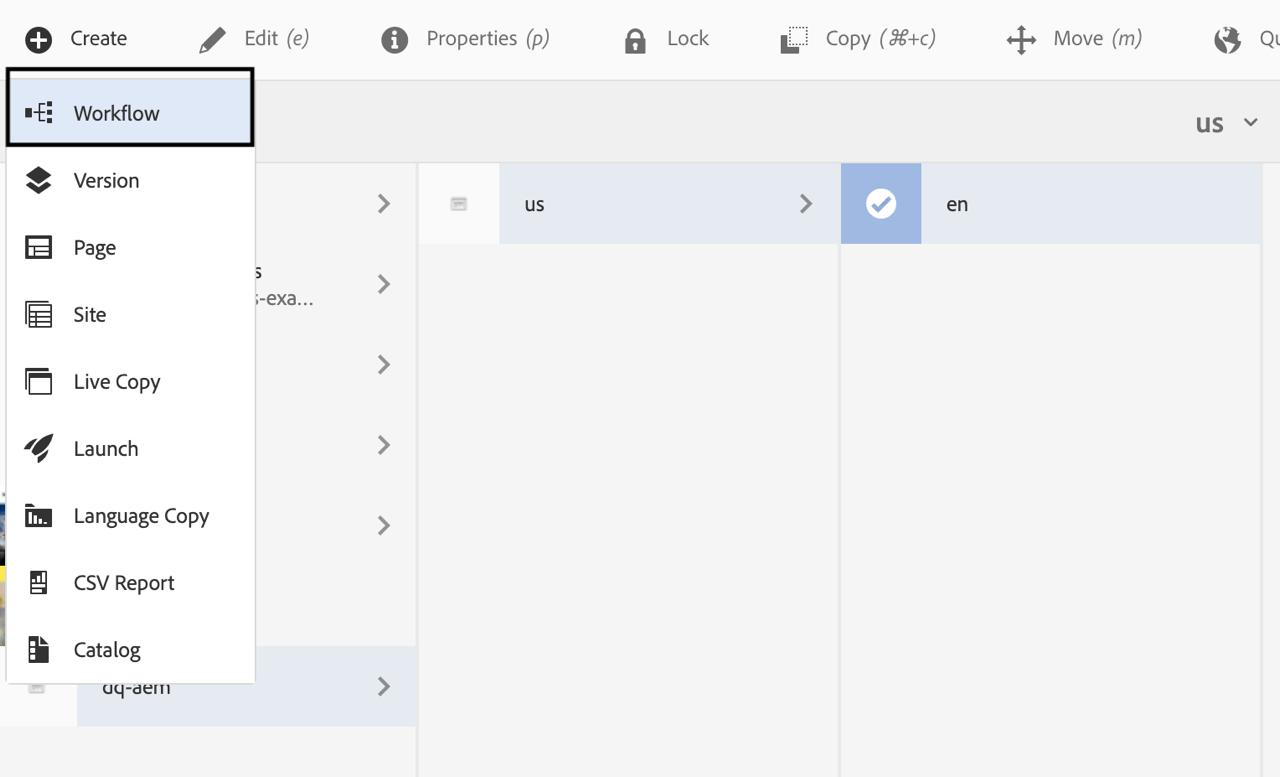 Create
Edit (e)
Properties (p)
Lock
Copy (⌘+c)
Move (m)
Workflow
us
Version
us
en
Page
s-exa...
Site
Live Copy
Launch
Language Copy
CSV Report
Catalog
dq-aem